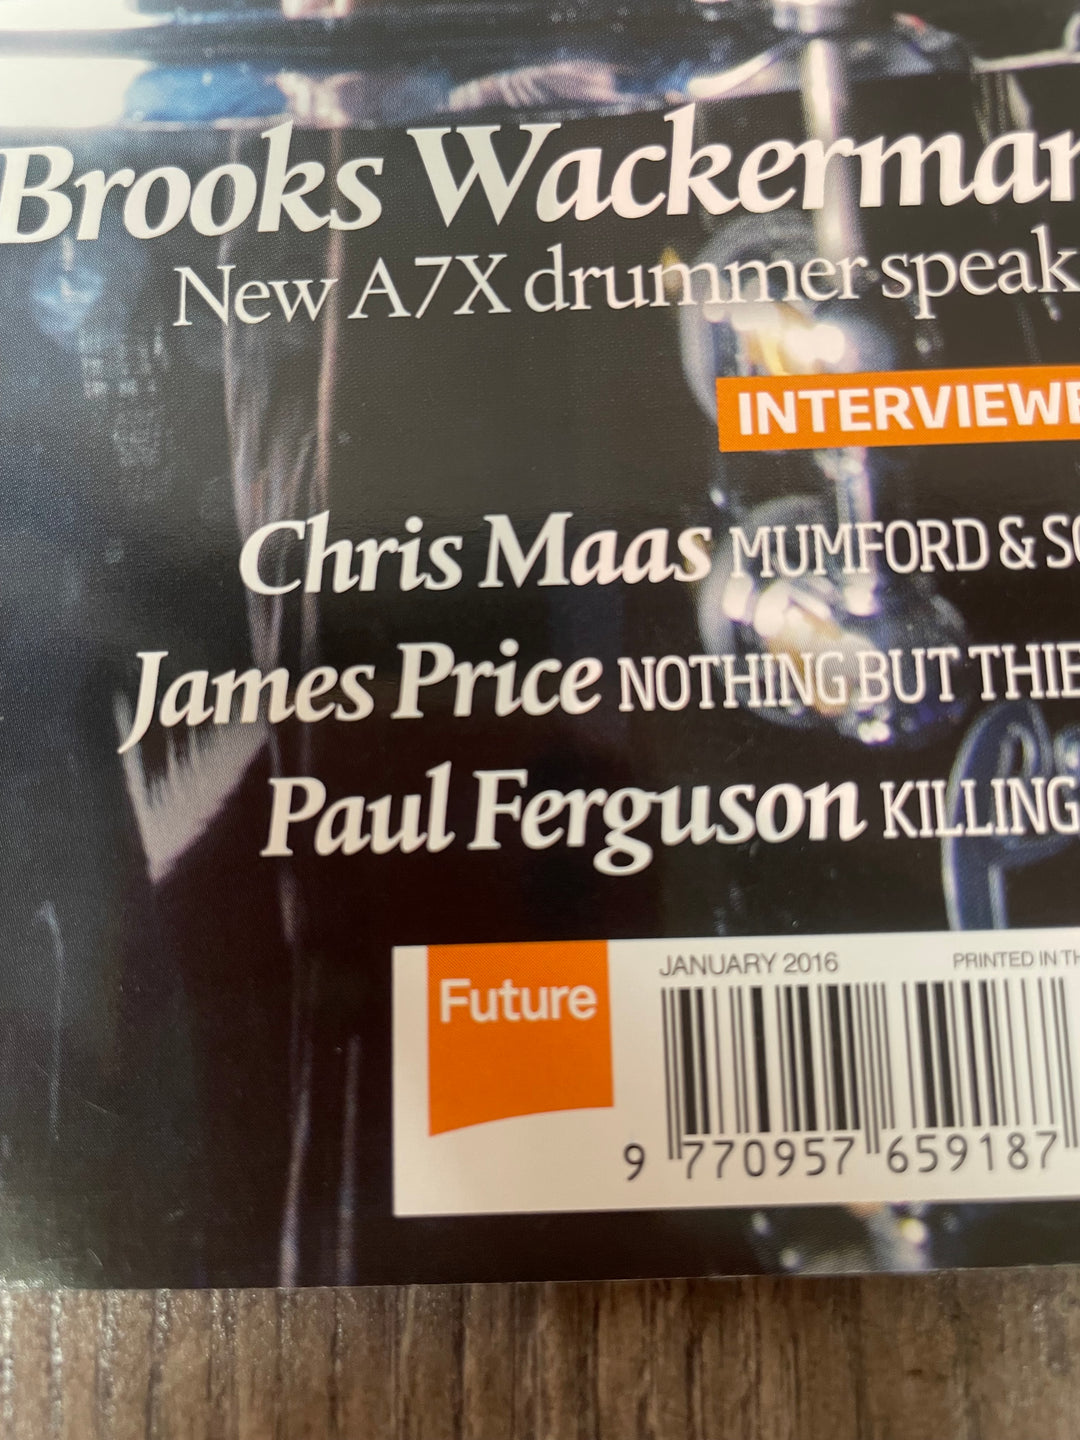 Brooks Wackerman
New A7X drummer speak
INTERVIEWE
Chris Maas MUMFORD & SO
James Price NOTHING BUT THIE
Paul Ferguson KILLING
Future
JANUARY 2016
PRINTED IN TH
9 770957 659187